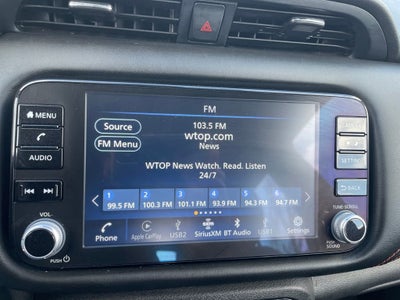 FM
MENU
Source
103.5 FM
wtop.com
FM Menu
News
AUDIO
SETTING
WTOP News Watch. Read. Listen
24/7
BACK
1 2 3 4 5 6
99.5 FM 100.3 FM 101.1 FM 93.9 FM 94.3 FM 94.7 FM
VOL
TUNE·SCROLL
Phone Apple CarPlay USB2 SiriusXM BT Audio USB1 Settings
PUSH
PUSH SOUND